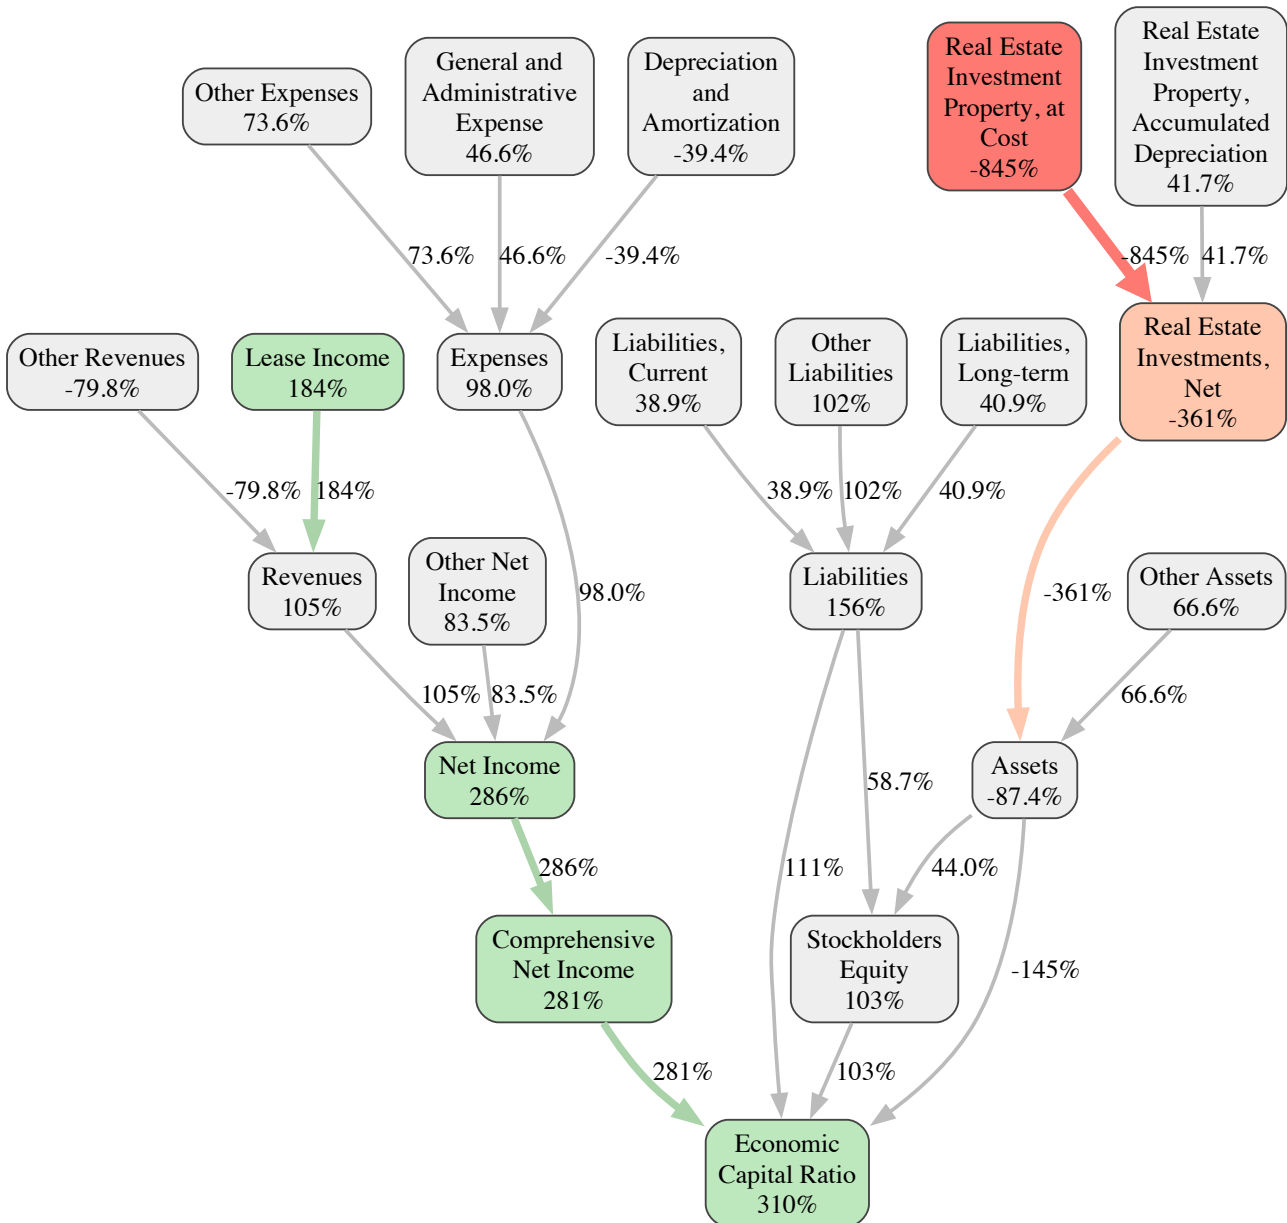 Other Expenses
73.6%
General and
Administrative
Expense
46.6%
Depreciation
and
Amortization
-39.4%
Real Estate
Investment
Property, at
Cost
-845%
Real Estate
Investment
Property,
Accumulated
Depreciation
41.7%
73.6%
46.6%
-39.4%
-845%
41.7%
Other Revenues
-79.8%
Lease Income
184%
Expenses
98.0%
Liabilities,
Current
38.9%
Other
Liabilities
102%
Liabilities,
Long-term
40.9%
Real Estate
Investments,
Net
-361%
-79.8%
184%
38.9%
102%
40.9%
Revenues
105%
Other Net
Income
83.5%
98.0%
Liabilities
156%
-361%
Other Assets
66.6%
105%
83.5%
66.6%
Net Income
286%
58.7%
Assets
-87.4%
286%
111%
44.0%
Comprehensive
Net Income
281%
Stockholders
Equity
103%
-145%
281%
103%
Economic
Capital Ratio
310%